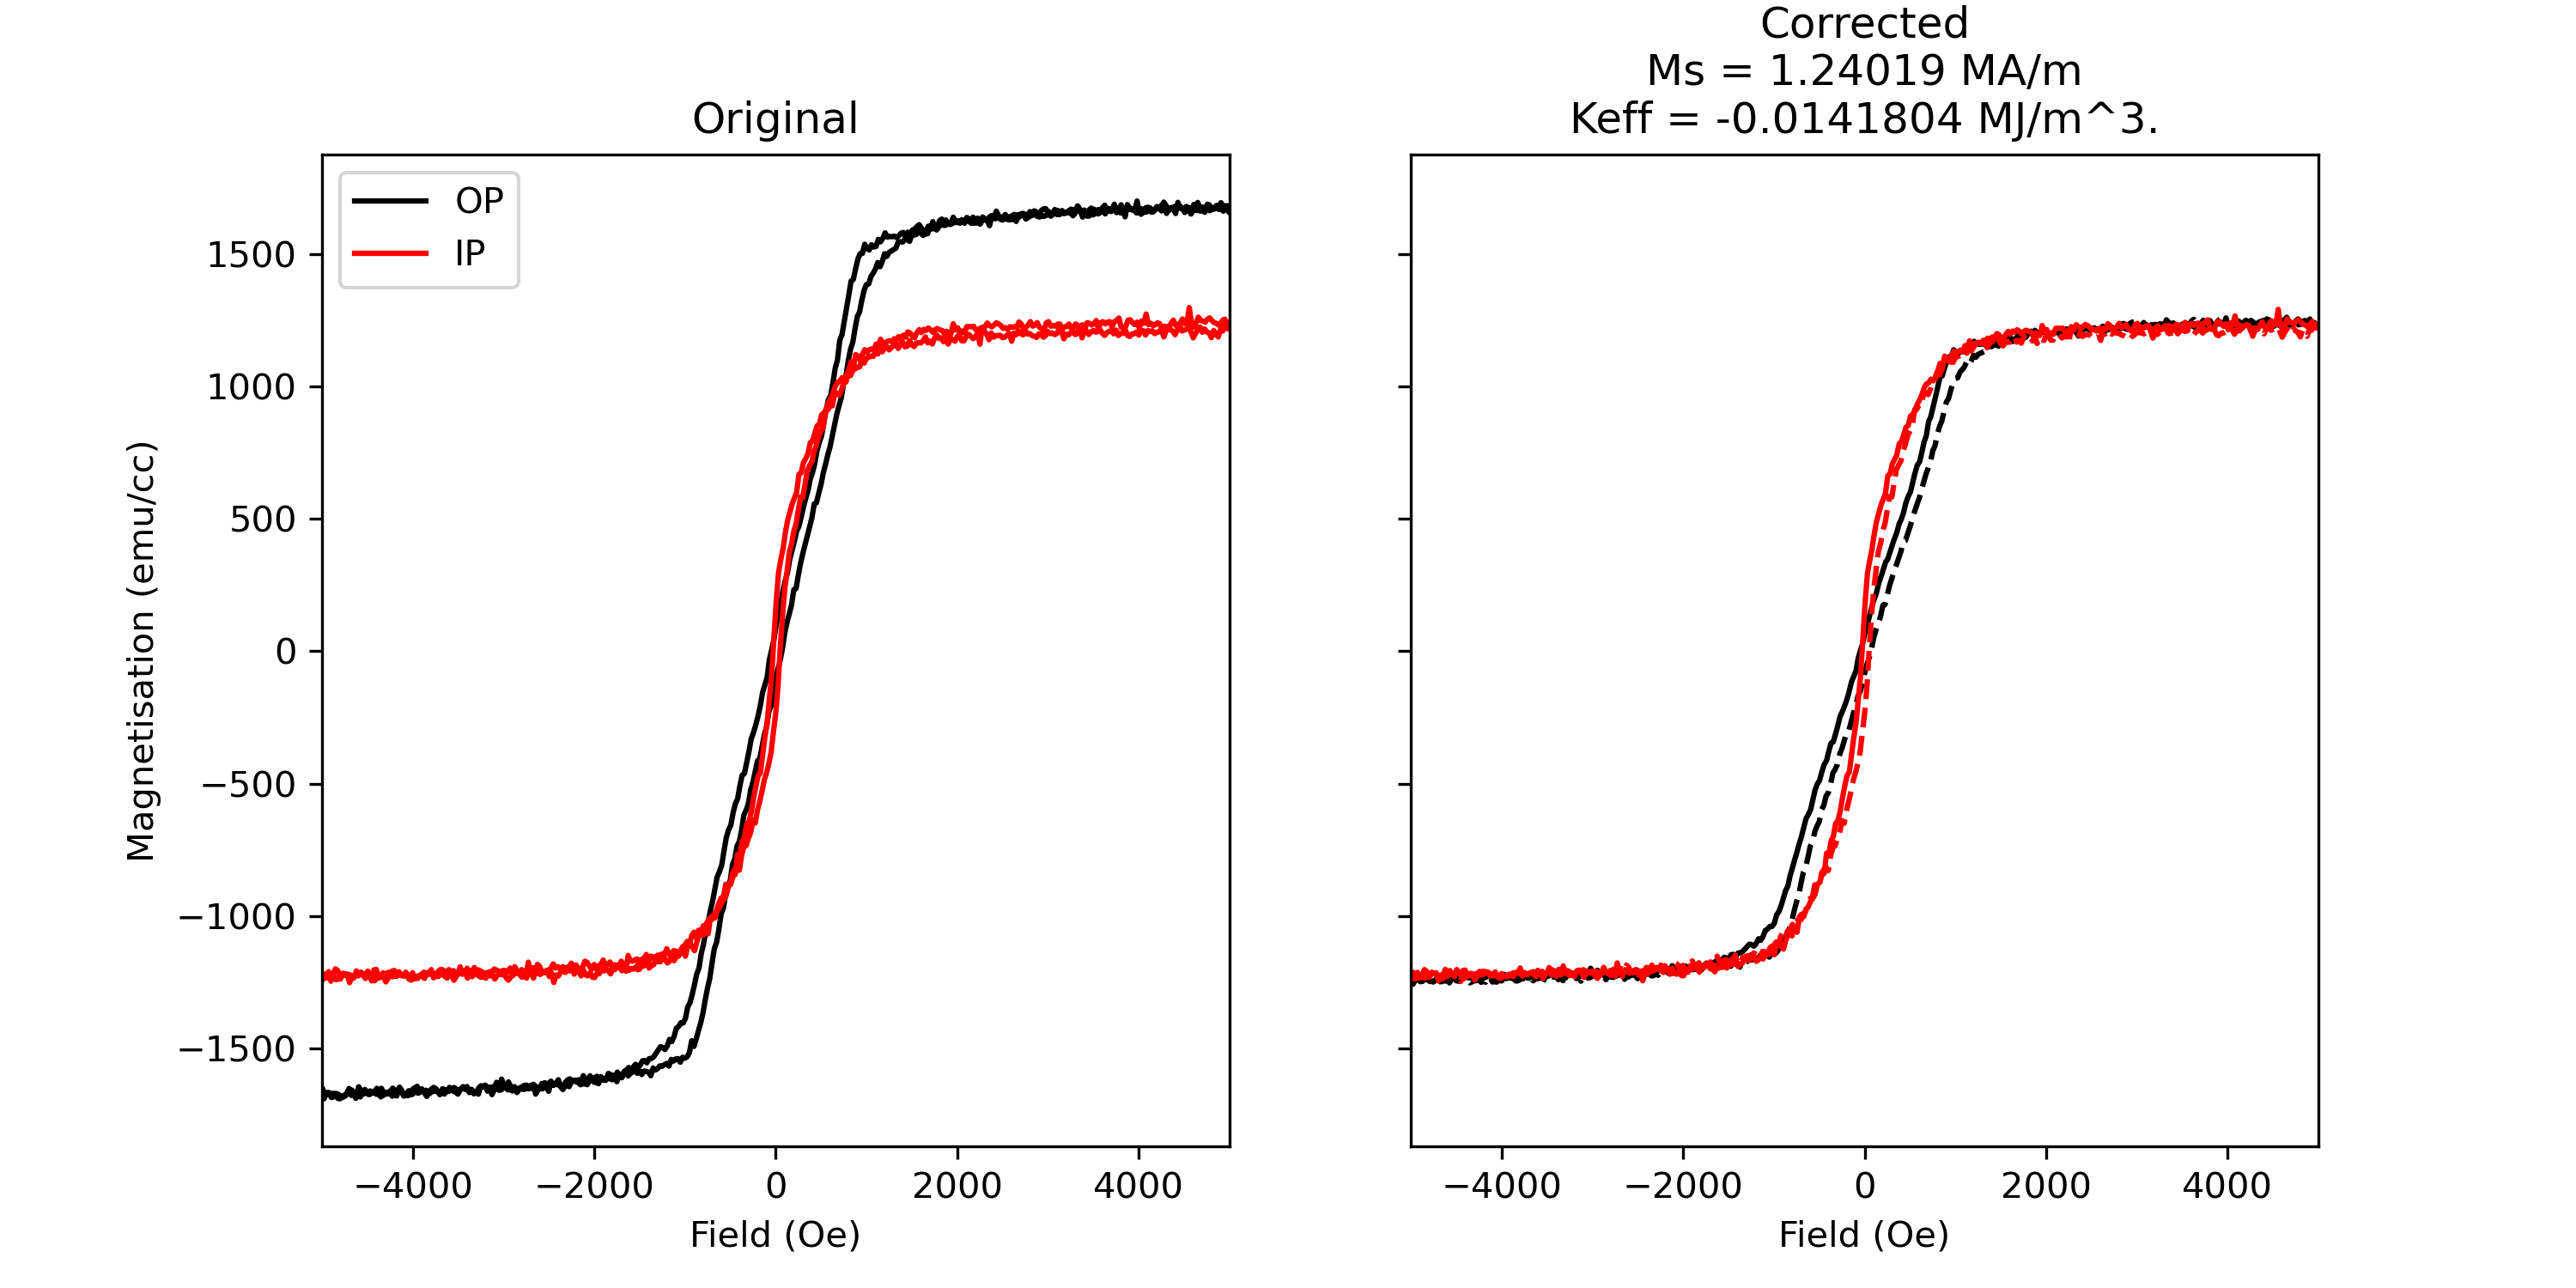 Original
OP
IP
1500
1000
500
0
−500
−1000
−1500
Magnetisation (emu/cc)
−4000 −2000 0 2000 4000
Field (Oe)
Corrected
Ms = 1.24019 MA/m
Keff = -0.0141804 MJ/m^3.
−4000 −2000 0 2000 4000
Field (Oe)